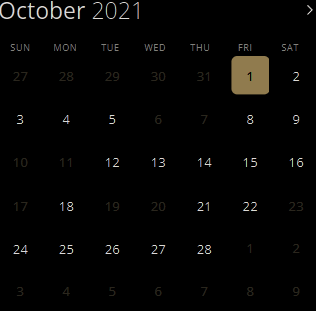 October 2021 >
SUN MON TUE WED THU FRI SAT
27 28 29 30 31 1 2
3 4 5 6 7 8 9
10 11 12 13 14 15 16
17 18 19 20 21 22 23
24 25 26 27 28 1 2
3 4 5 6 7 8 9